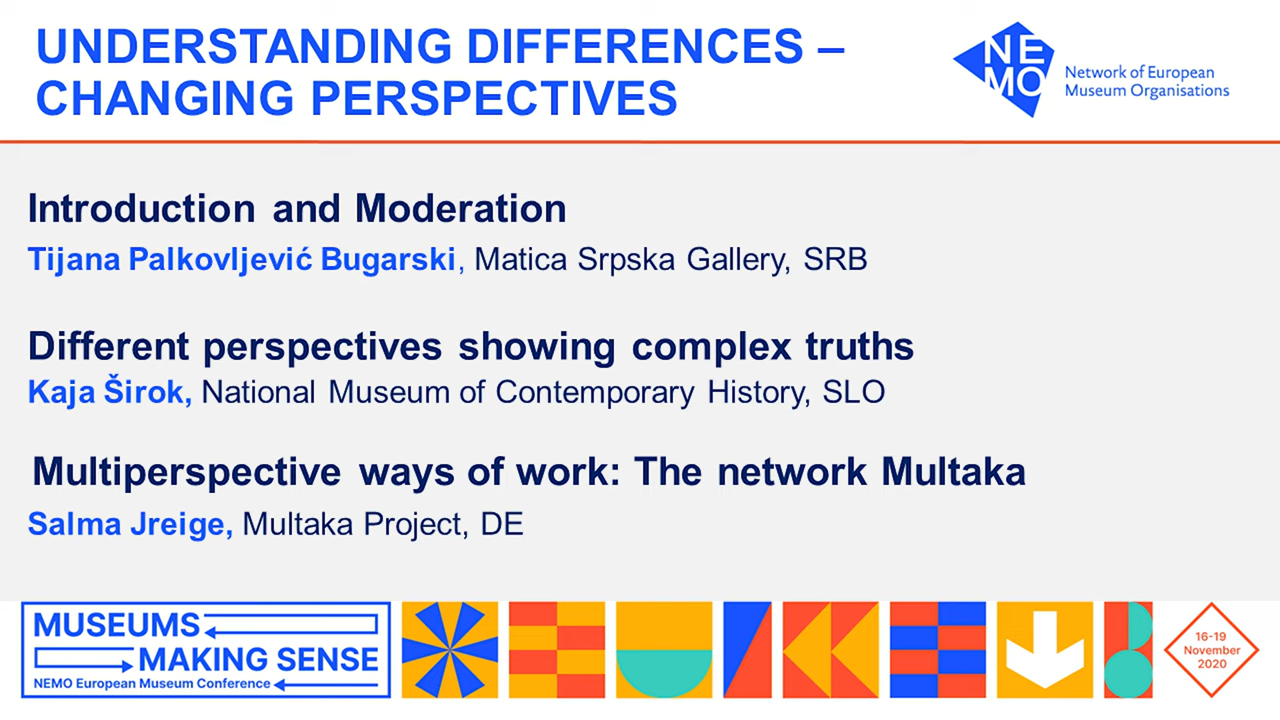 UNDERSTANDING DIFFERENCES –
CHANGING PERSPECTIVES
NE
MO
Network of European
Museum Organisations
Introduction and Moderation
Tijana Palkovljević Bugarski, Matica Srpska Gallery, SRB
Different perspectives showing complex truths
Kaja Širok, National Museum of Contemporary History, SLO
Multiperspective ways of work: The network Multaka
Salma Jreige, Multaka Project, DE
MUSEUMS
MAKING SENSE
NEMO European Museum Conference
16-19
November
2020